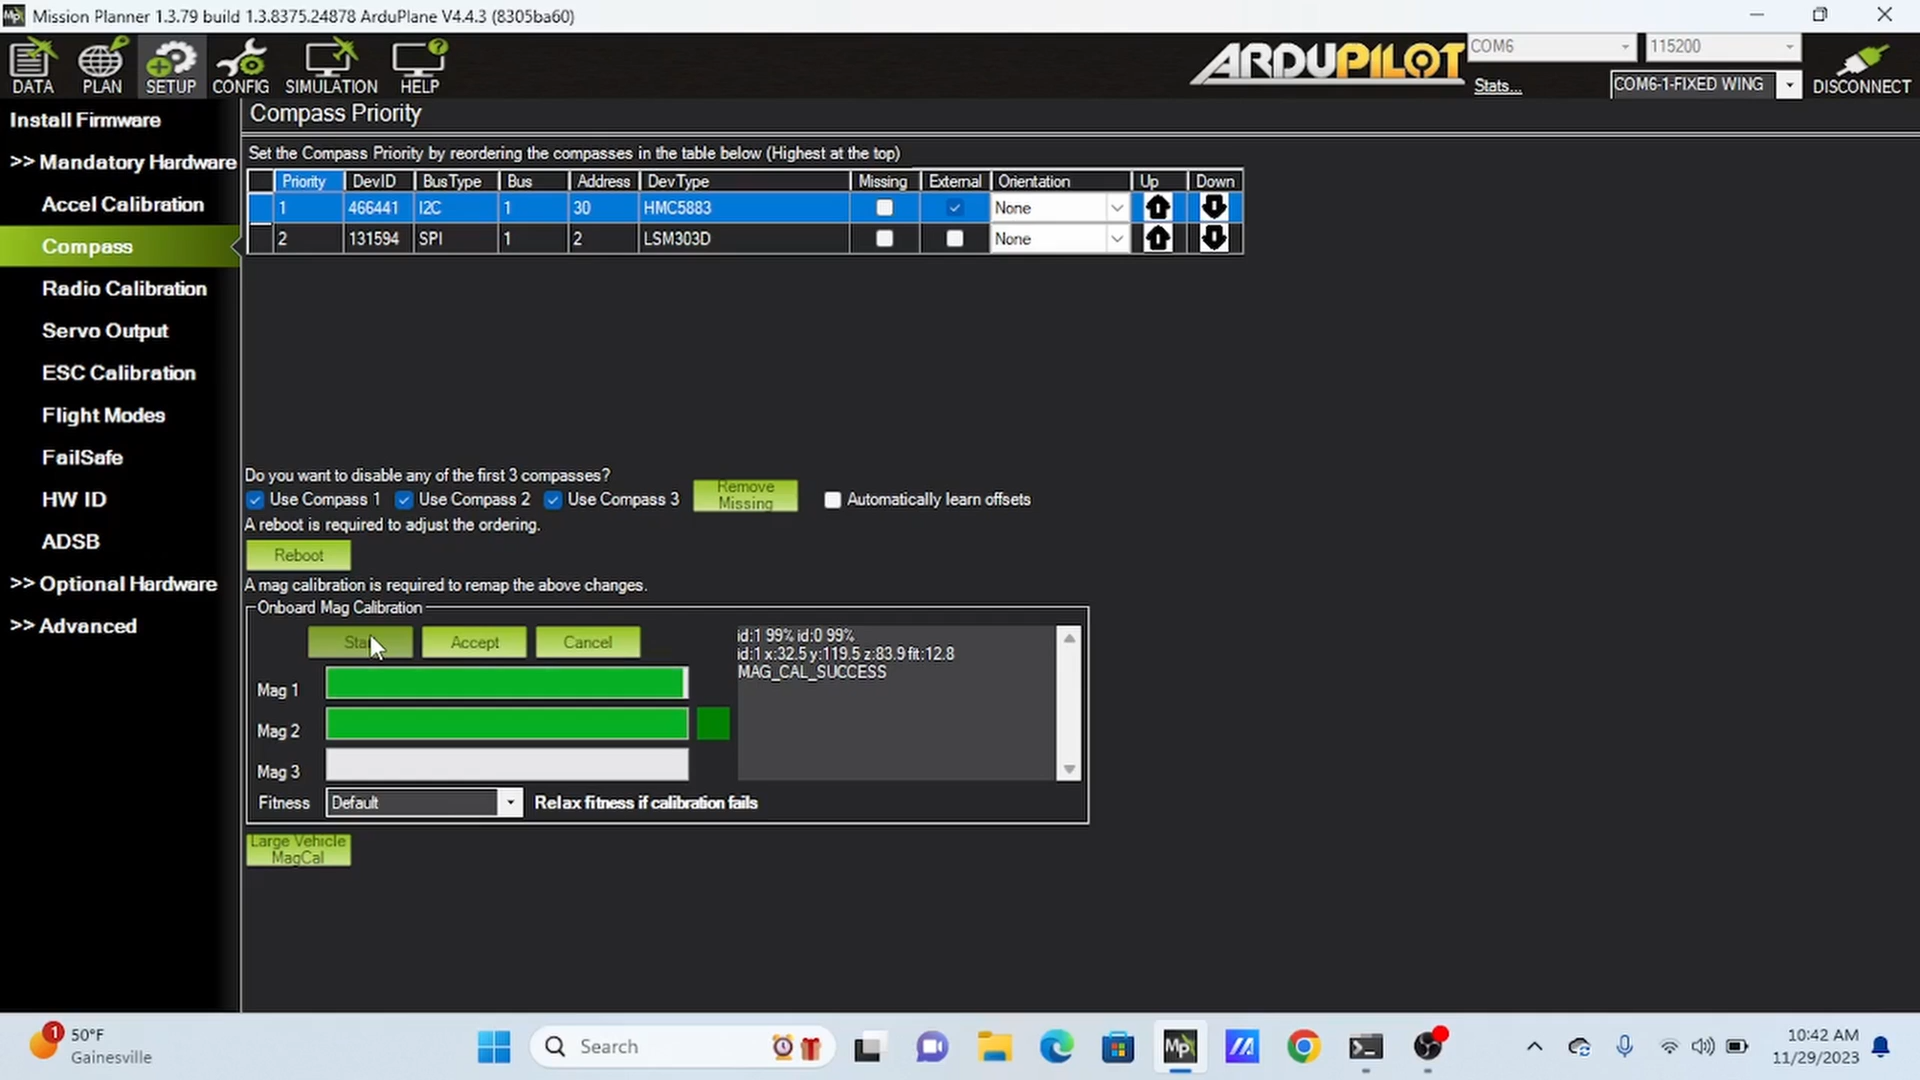 Mission Planner 1.3.79 build 1.3.8375.24878 ArduPlane V4.4.3 (8305ba60)
DATA PLAN SETUP CONFIG SIMULATION HELP
ARDUPILOT
COM6 115200
Stats... COM6-1-FIXED WING DISCONNECT
Install Firmware
>> Mandatory Hardware
Accel Calibration
Compass
Radio Calibration
Servo Output
ESC Calibration
Flight Modes
FailSafe
HW ID
ADSB
>> Optional Hardware
>> Advanced
Compass Priority
Set the Compass Priority by reordering the compasses in the table below (Highest at the top)
Priority DevID BusType Bus Address DevType Missing External Orientation Up Down
1 466441 I2C 1 30 HMC5883 None
2 131594 SPI 1 2 LSM303D None
Do you want to disable any of the first 3 compasses?
Use Compass 1 Use Compass 2 Use Compass 3 Remove Missing Automatically learn offsets
A reboot is required to adjust the ordering.
Reboot
A mag calibration is required to remap the above changes.
Onboard Mag Calibration
Accept Cancel
Mag 1
Mag 2
Mag 3
id:1 99% id:0 99%
id:1 x:32.5 y:119.5 z:83.9 fit:12.8
MAG_CAL_SUCCESS
Fitness Default Relax fitness if calibration fails
Large Vehicle
MagCal
1
50°F
Gainesville
Search
Mp
10:42 AM
11/29/2023